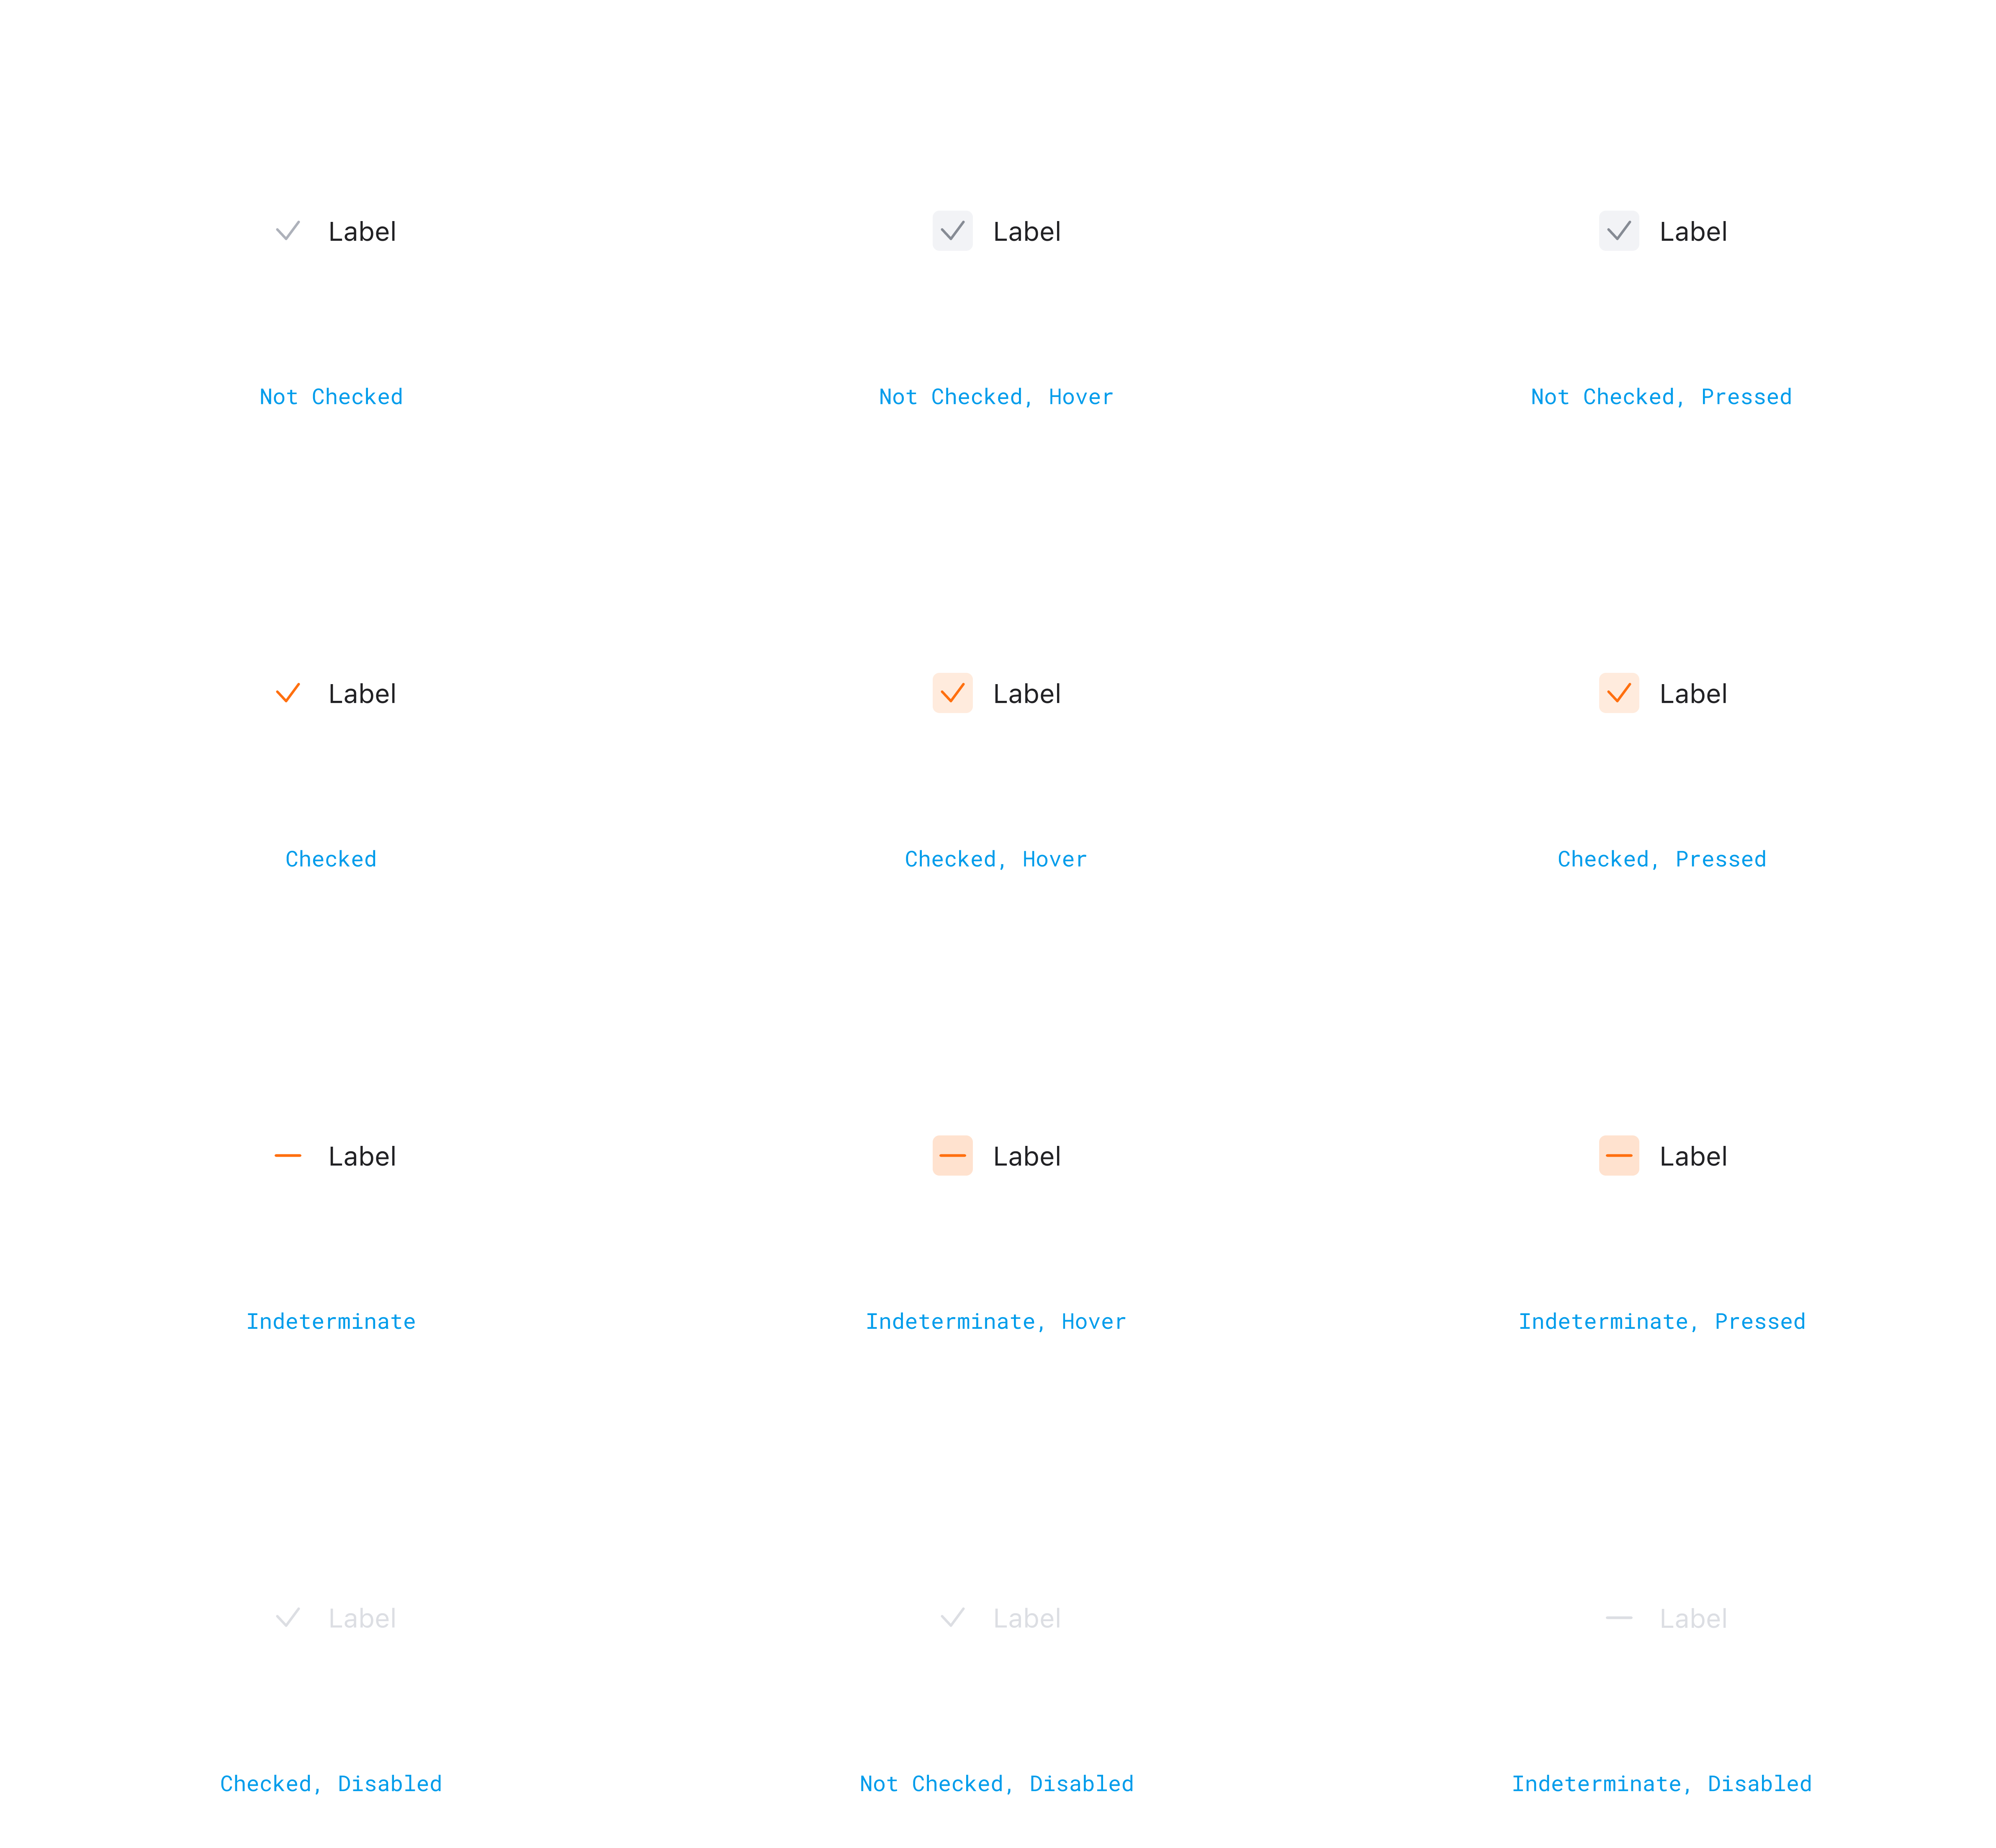 Label
Label
Label
Not Checked
Not Checked, Hover
Not Checked, Pressed
Label
Label
Label
Checked
Checked, Hover
Checked, Pressed
Label
Label
Label
Indeterminate
Indeterminate, Hover
Indeterminate, Pressed
Label
Label
Label
Checked, Disabled
Not Checked, Disabled
Indeterminate, Disabled